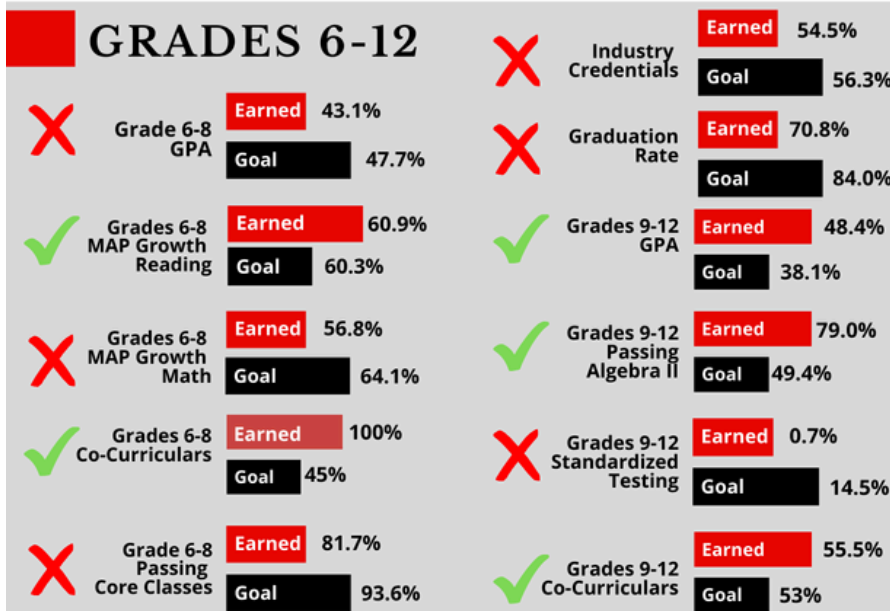 GRADES 6-12
Grade 6-8
GPA
Earned 43.1%
Goal 47.7%
Grades 6-8
MAP Growth
Reading
Earned 60.9%
Goal 60.3%
Grades 6-8
MAP Growth
Math
Earned 56.8%
Goal 64.1%
Grades 6-8
Co-Curriculars
Earned 100%
Goal 45%
Grade 6-8
Passing
Core Classes
Earned 81.7%
Goal 93.6%
Industry
Credentials
Earned 54.5%
Goal 56.3%
Graduation
Rate
Earned 70.8%
Goal 84.0%
Grades 9-12
GPA
Earned 48.4%
Goal 38.1%
Grades 9-12
Passing
Algebra II
Earned 79.0%
Goal 49.4%
Grades 9-12
Standardized
Testing
Earned 0.7%
Goal 14.5%
Grades 9-12
Co-Curriculars
Earned 55.5%
Goal 53%